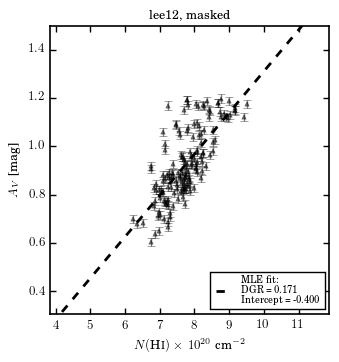 lee12, masked
1.4
1.2
1.0
0.8
0.6
0.4
A_V [mag]
MLE fit:
DGR = 0.171
Intercept = -0.400
4 5 6 7 8 9 10 11
N(HI) × 10^20 cm^−2